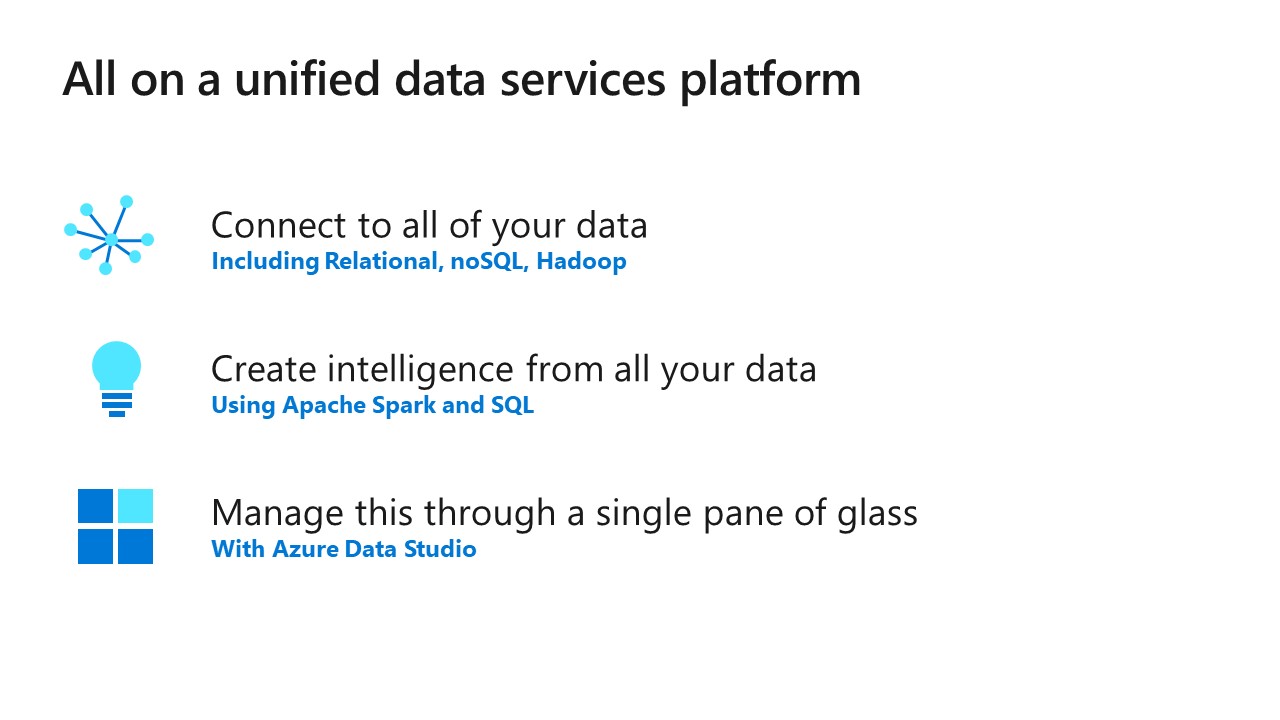 All on a unified data services platform
Connect to all of your data
Including Relational, noSQL, Hadoop
Create intelligence from all your data
Using Apache Spark and SQL
Manage this through a single pane of glass
With Azure Data Studio